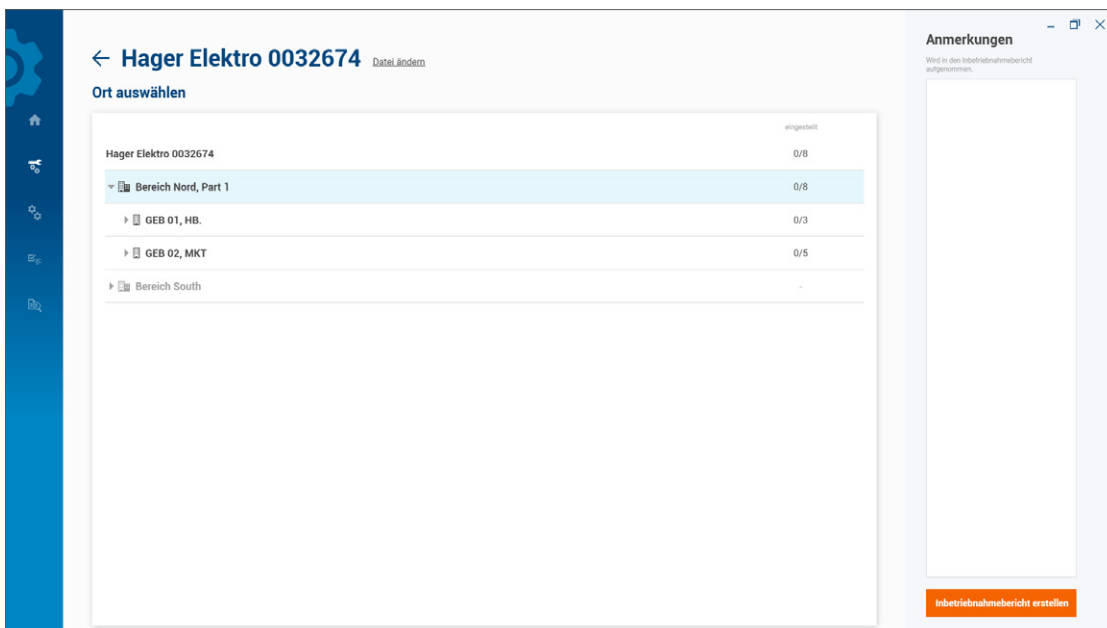 Hager Elektro 0032674 Datei ändern
Ort auswählen
eingestellt
Hager Elektro 0032674 0/8
Bereich Nord, Part 1 0/8
GEB 01, HB. 0/3
GEB 02, MKT 0/5
Bereich South -
Anmerkungen
Wird in den Inbetriebnahmebericht
aufgenommen.
Inbetriebnahmebericht erstellen